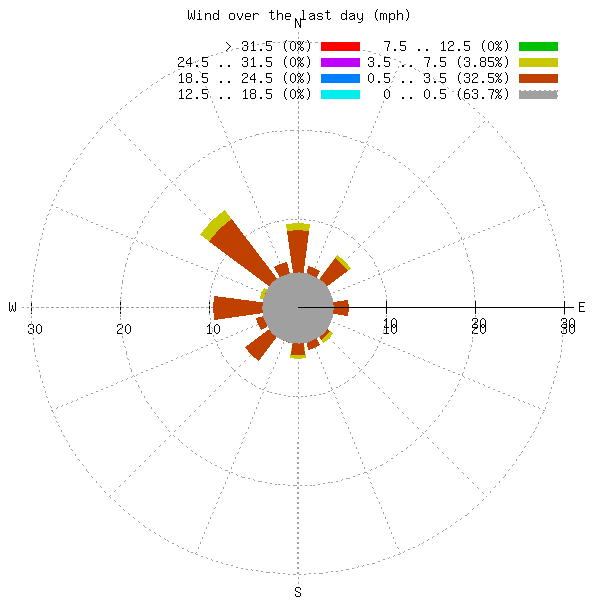 Wind over the last day (mph)
N
> 31.5 (0%) 7.5 .. 12.5 (0%)
24.5 .. 31.5 (0%) 3.5 .. 7.5 (3.85%)
18.5 .. 24.5 (0%) 0.5 .. 3.5 (32.5%)
12.5 .. 18.5 (0%) 0 .. 0.5 (63.7%)
W E
30 20 10 10 20 30
10 20 30
S